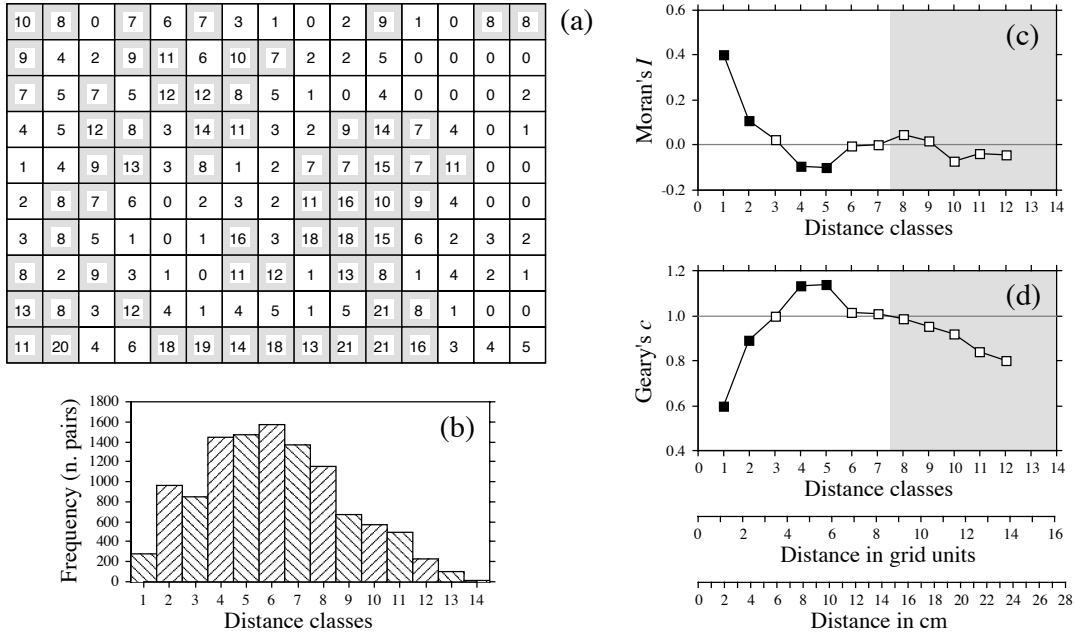 10 8 0 7 6 7 3 1 0 2 9 1 0 8 8
9 4 2 9 11 6 10 7 2 2 5 0 0 0 0
7 5 7 5 12 12 8 5 1 0 4 0 0 0 2
4 5 12 8 3 14 11 3 2 9 14 7 4 0 1
1 4 9 13 3 8 1 2 7 7 15 7 11 0 0
2 8 7 6 0 2 3 2 11 16 10 9 4 0 0
3 8 5 1 0 1 16 3 18 18 15 6 2 3 2
8 2 9 3 1 0 11 12 1 13 8 1 4 2 1
13 8 3 12 4 1 4 5 1 5 21 8 1 0 0
11 20 4 6 18 19 14 18 13 21 21 16 3 4 5
(a)
1800
1600
1400
1200
1000
800
600
400
200
0
Frequency (n. pairs)
(b)
1 2 3 4 5 6 7 8 9 10 11 12 13 14
Distance classes
0.6
0.4
0.2
0.0
-0.2
Moran's I
(c)
0 1 2 3 4 5 6 7 8 9 10 11 12 13 14
Distance classes
1.2
1.0
0.8
0.6
0.4
Geary's c
(d)
0 1 2 3 4 5 6 7 8 9 10 11 12 13 14
Distance classes
0 2 4 6 8 10 12 14 16
Distance in grid units
0 2 4 6 8 10 12 14 16 18 20 22 24 26 28
Distance in cm